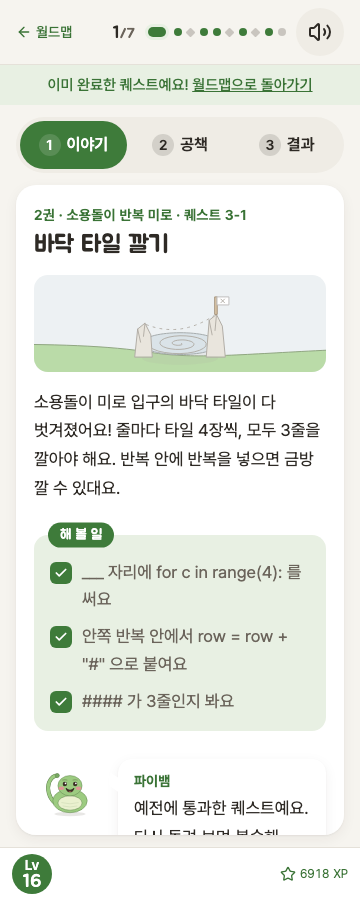 ← 월드맵 1/7
이미 완료한 퀘스트예요! 월드맵으로 돌아가기
1 이야기 2 공책 3 결과
2권 · 소용돌이 반복 미로 · 퀘스트 3-1
바닥 타일 깔기
소용돌이 미로 입구의 바닥 타일이 다
벗겨졌어요! 줄마다 타일 4장씩, 모두 3줄을
깔아야 해요. 반복 안에 반복을 넣으면 금방
깔 수 있대요.
해 볼 일
___ 자리에 for c in range(4): 를
써요
안쪽 반복 안에서 row = row +
"#" 으로 붙여요
#### 가 3줄인지 봐요
파이뱀
예전에 통과한 퀘스트예요.
Lv
16
6918 XP